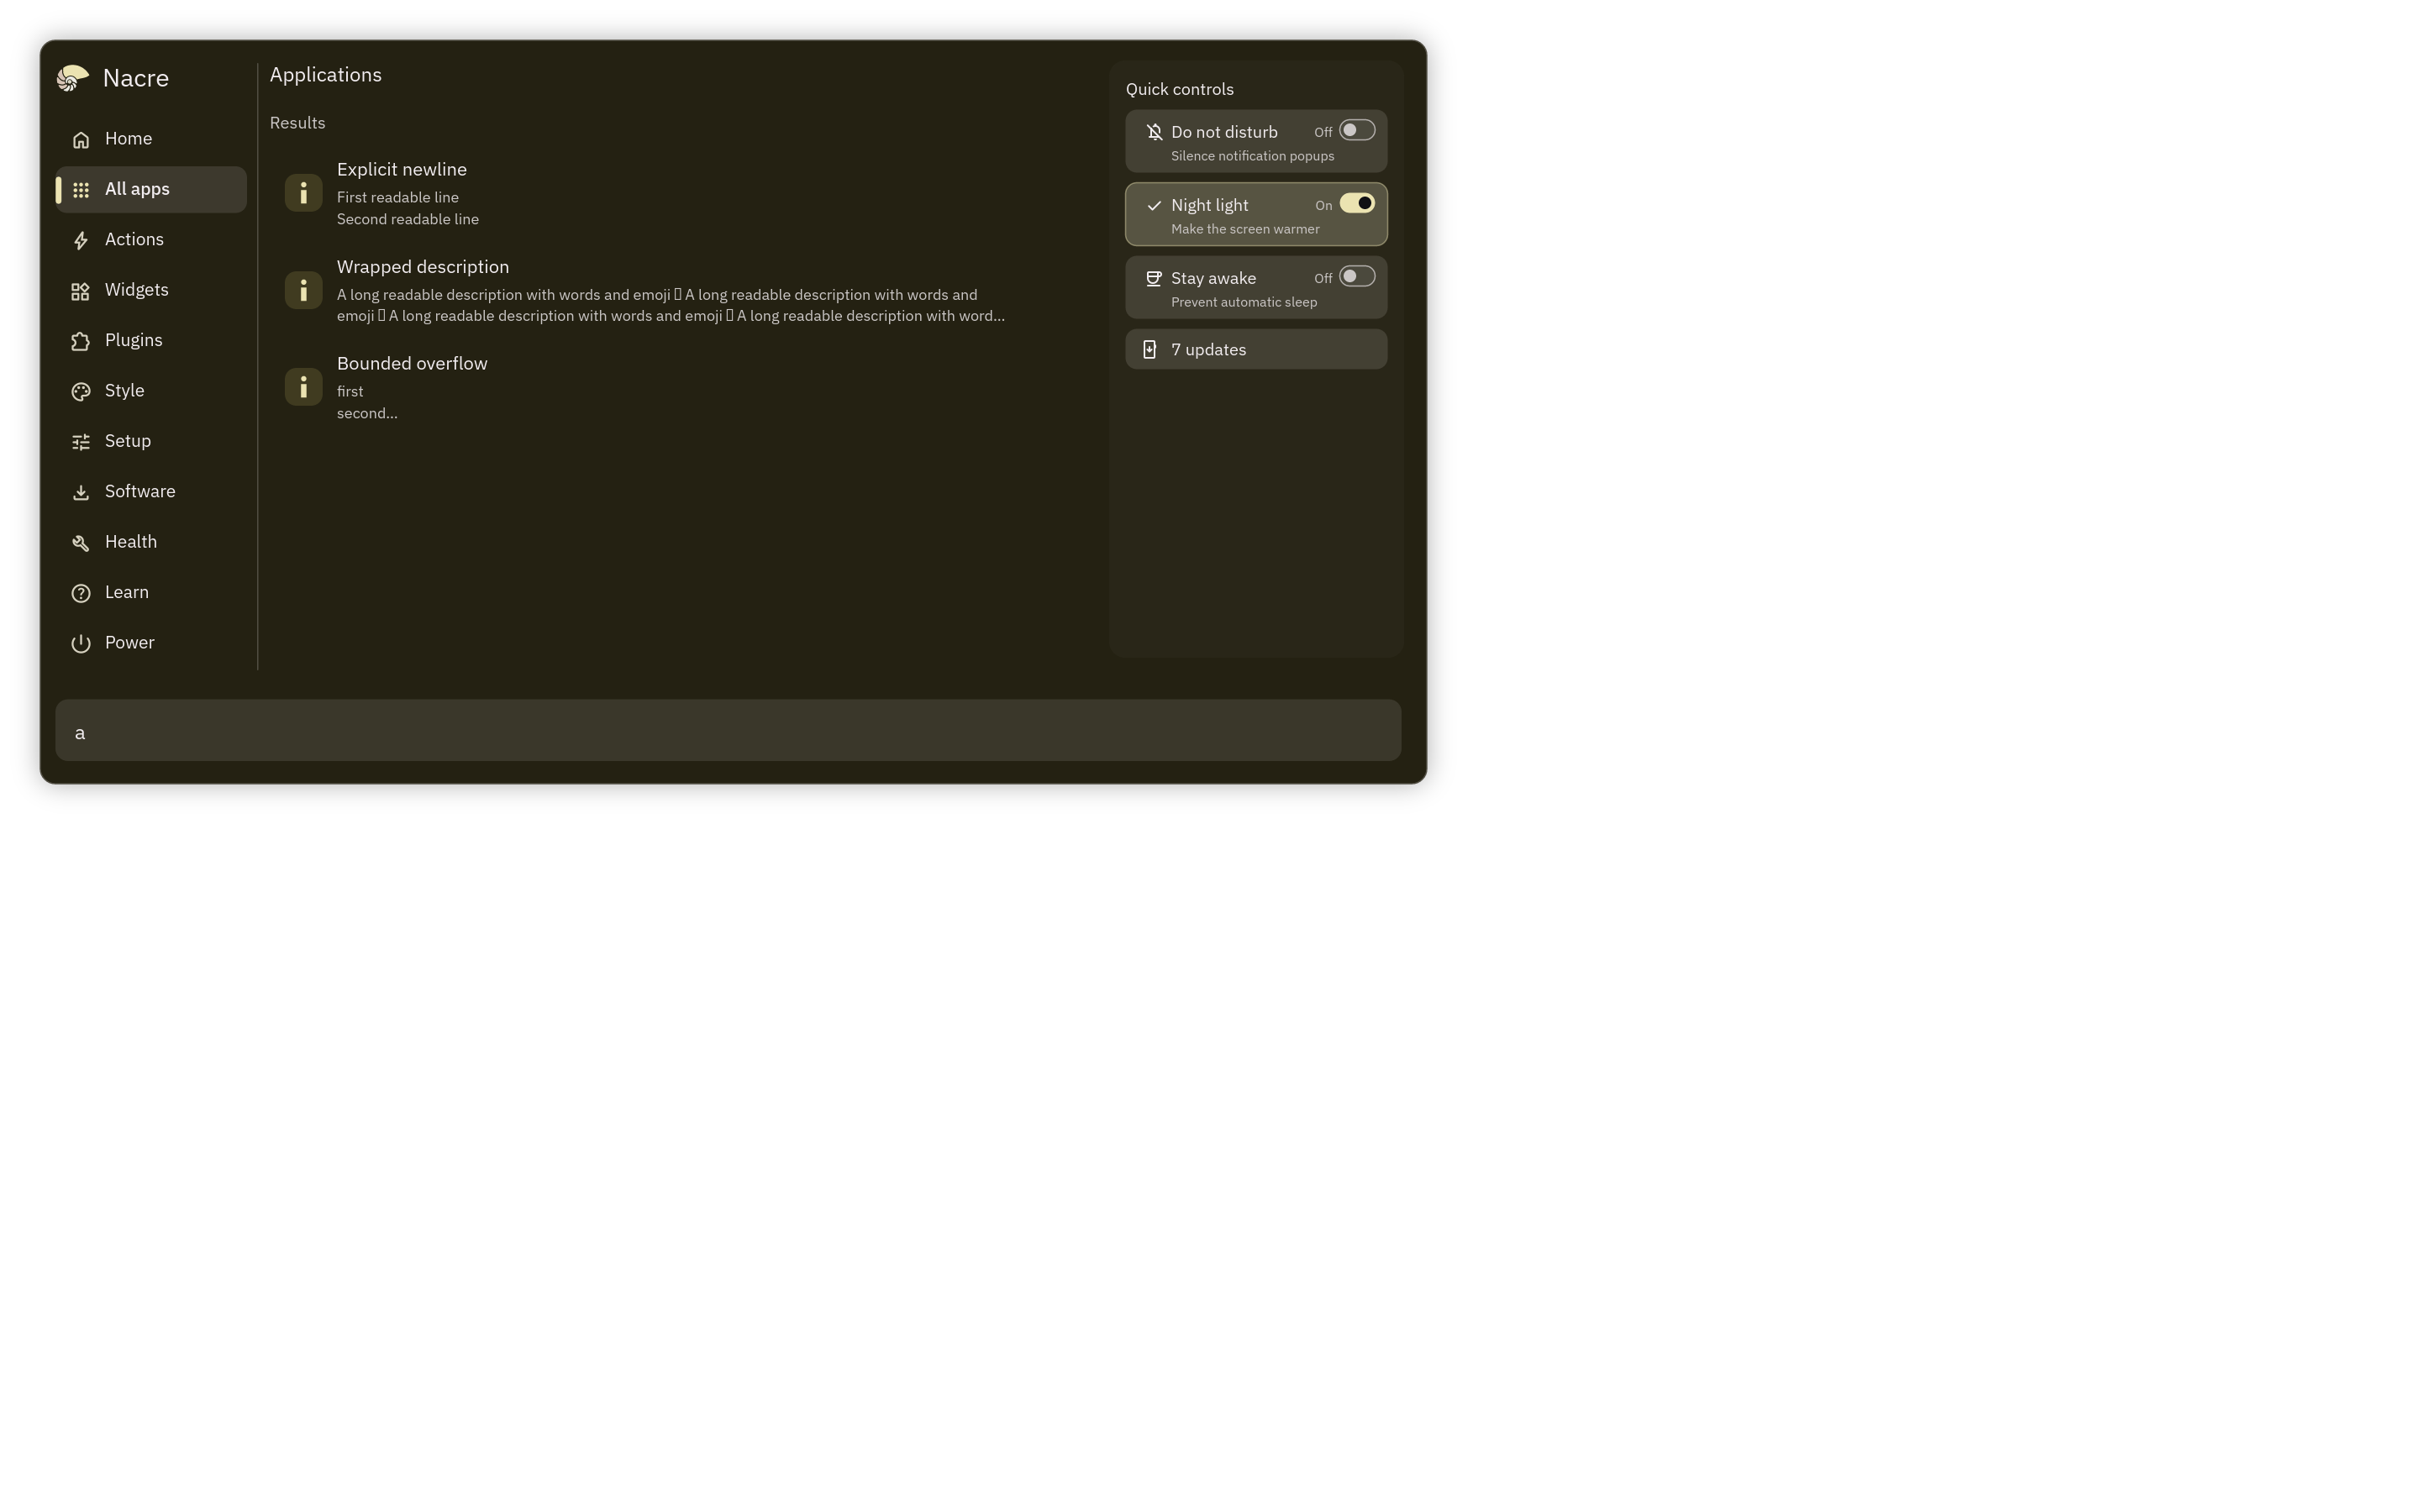 Nacre
Home
All apps
Actions
Widgets
Plugins
Style
Setup
Software
Health
Learn
Power
Applications
Results
Explicit newline
First readable line
Second readable line
Wrapped description
A long readable description with words and emoji ▯ A long readable description with words and
emoji ▯ A long readable description with words and emoji ▯ A long readable description with word…
Bounded overflow
first
second…
Quick controls
Do not disturb Off
Silence notification popups
Night light On
Make the screen warmer
Stay awake Off
Prevent automatic sleep
7 updates
a